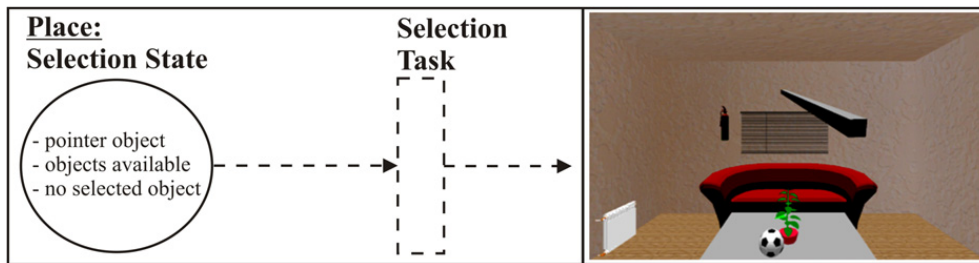 Place:
Selection State
- pointer object
- objects available
- no selected object
Selection
Task